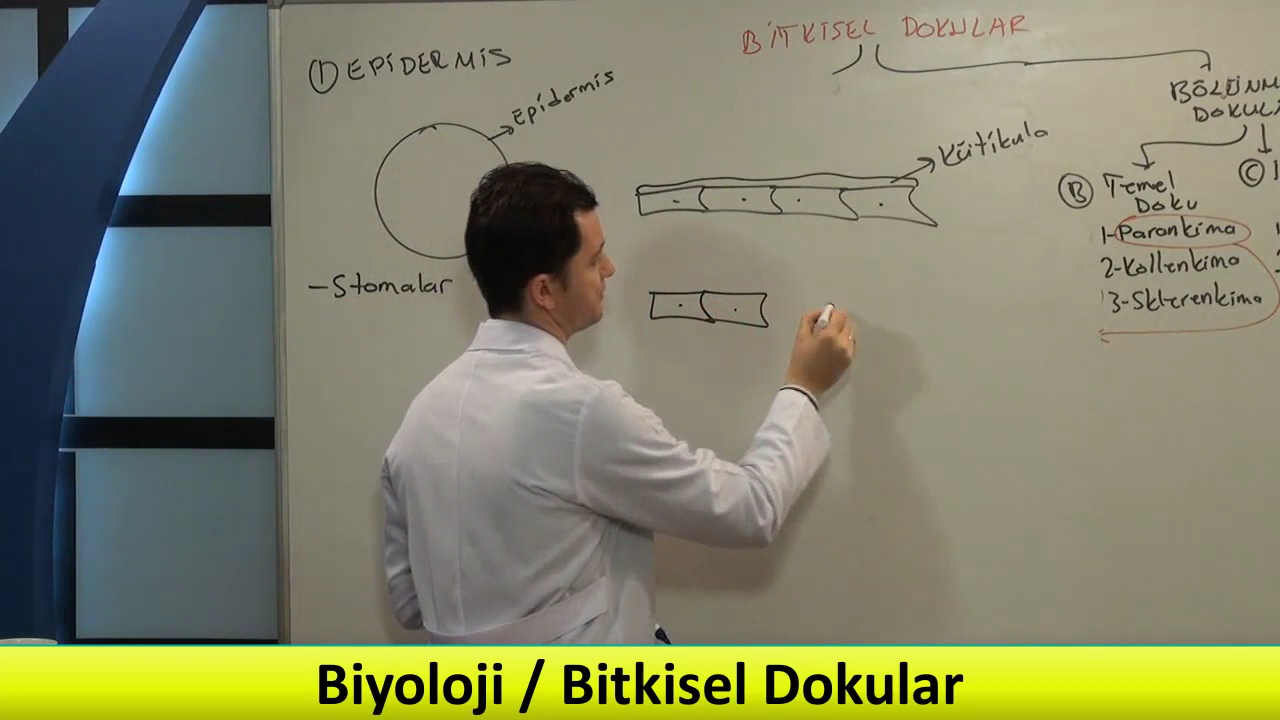 BİTKİSEL DOKULAR
① EPİDERMİS
Epidermis
Kütikula
- Stomalar
BÖLÜNM
DOKULA
Ⓑ Temel
Doku
1-Parankima
2-Kollenkima
3-Sklerenkima
Ⓒ
Biyoloji / Bitkisel Dokular